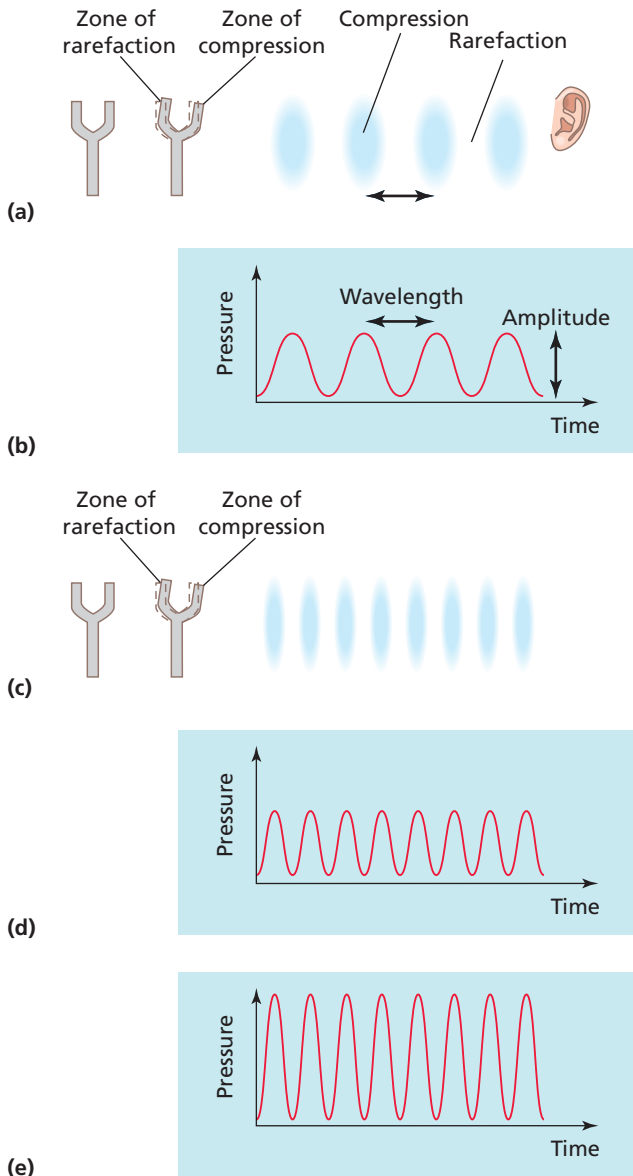 Zone of
rarefaction
Zone of
compression
Compression
Rarefaction
(a)
Pressure
Wavelength
Amplitude
Time
(b)
Zone of
rarefaction
Zone of
compression
(c)
Pressure
Time
(d)
Pressure
Time
(e)